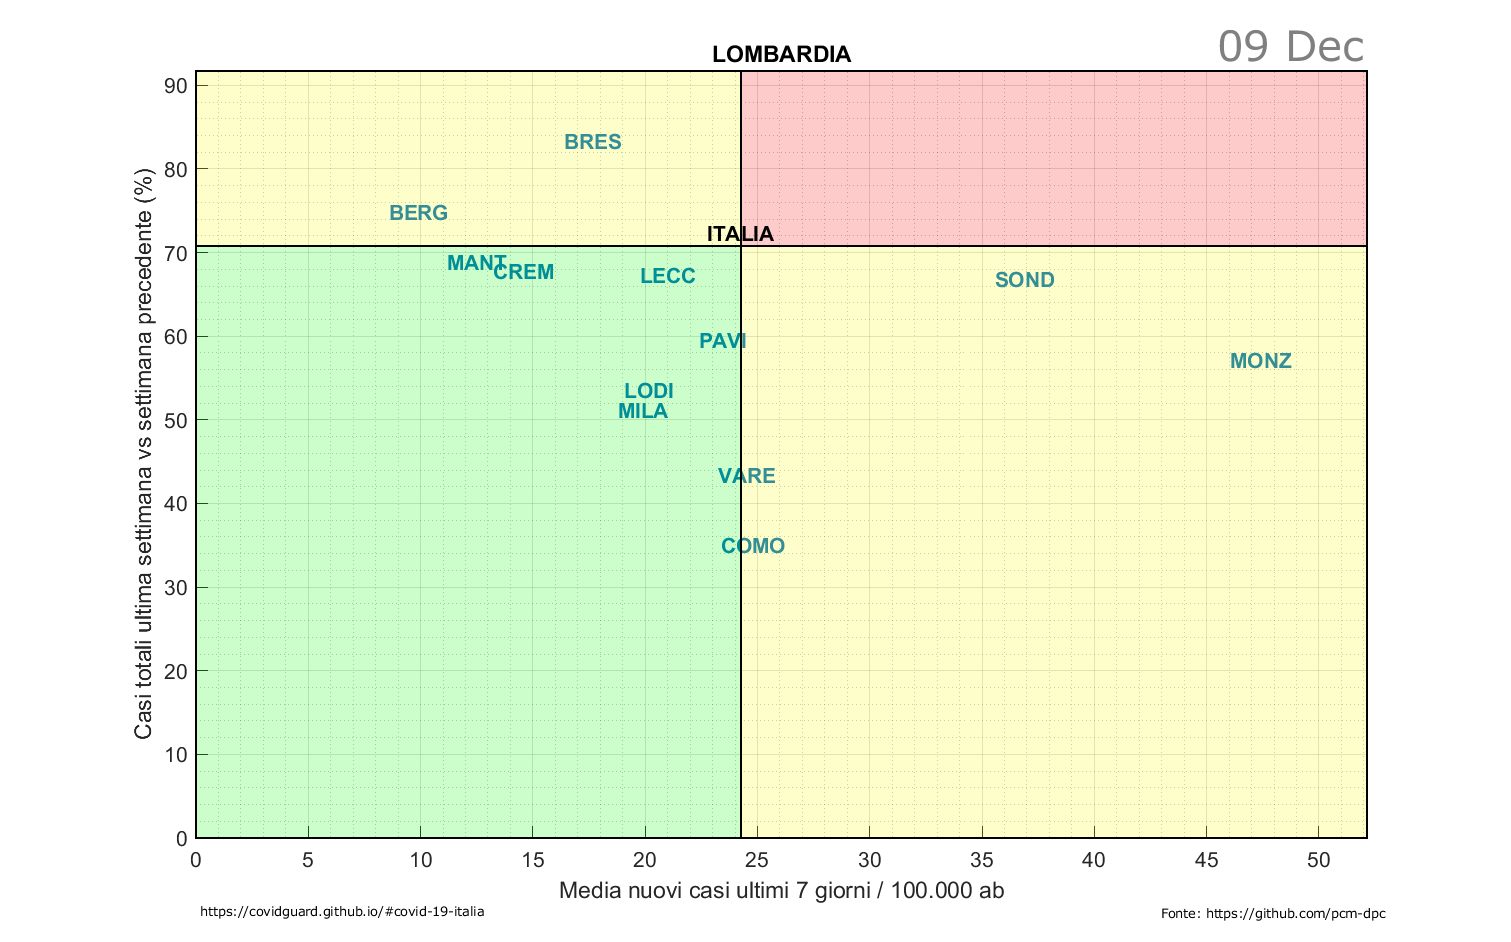 09 Dec
LOMBARDIA
90
80
70
60
50
40
30
20
10
0
Casi totali ultima settimana vs settimana precedente (%)
BRES
BERG
ITALIA
MANT
CREM
LECC
SOND
PAVI
MONZ
LODI
MILA
VARE
COMO
0 5 10 15 20 25 30 35 40 45 50
Media nuovi casi ultimi 7 giorni / 100.000 ab
https://covidguard.github.io/#covid-19-italia
Fonte: https://github.com/pcm-dpc